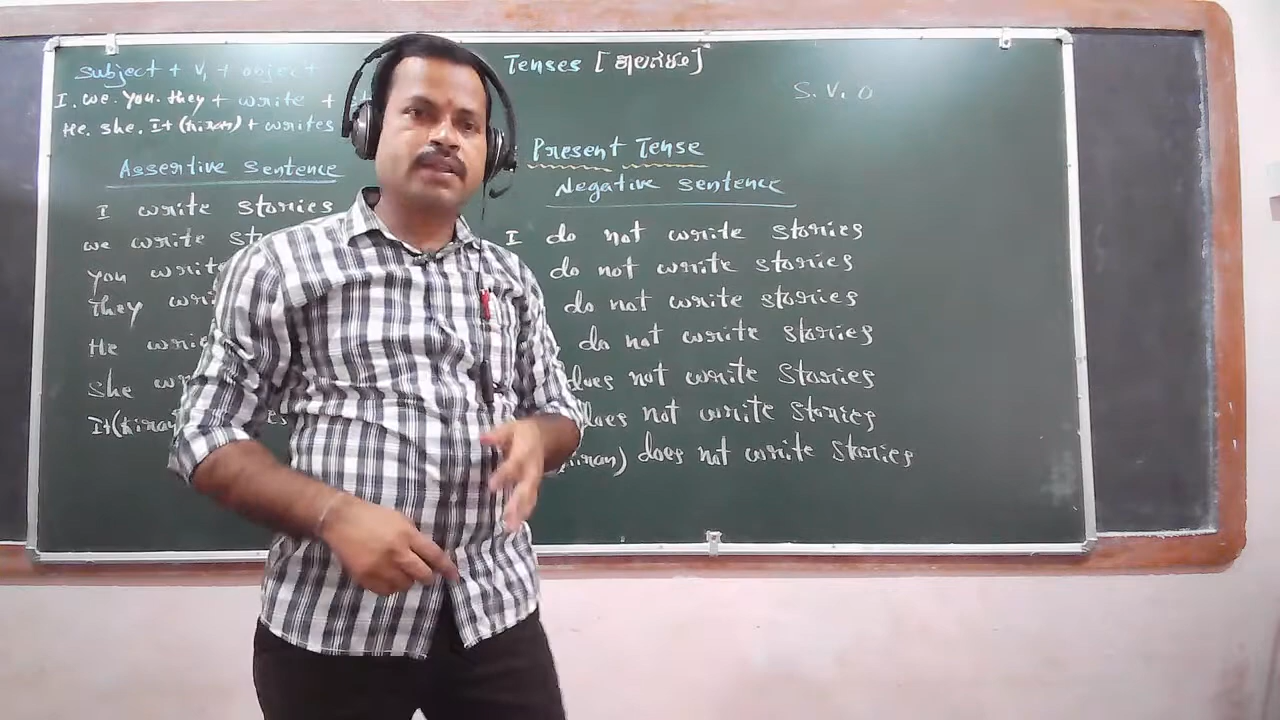 Tenses [ಕಾಲಗಳು]
S. V. O
subject + V₁ + object
I. we. you. they + write +
He. she. It (kiran) + writes
Present Tense
Assertive sentence
I write stories
we write
you write
They
He
she
It (kiran)
Negative sentence
I do not write stories
do not write stories
do not write stories
do not write stories
does not write stories
does not write stories
(kiran) does not write stories